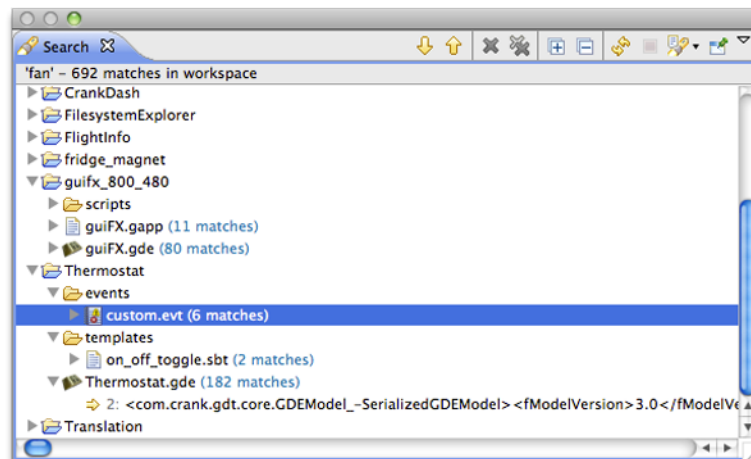 Search
'fan' - 692 matches in workspace
CrankDash
FilesystemExplorer
FlightInfo
fridge_magnet
guifx_800_480
scripts
guiFX.gapp (11 matches)
guiFX.gde (80 matches)
Thermostat
events
custom.evt (6 matches)
templates
on_off_toggle.sbt (2 matches)
Thermostat.gde (182 matches)
2: <com.crank.gdt.core.GDEModel_-SerializedGDEModel><fModelVersion>3.0</fModelVe
Translation